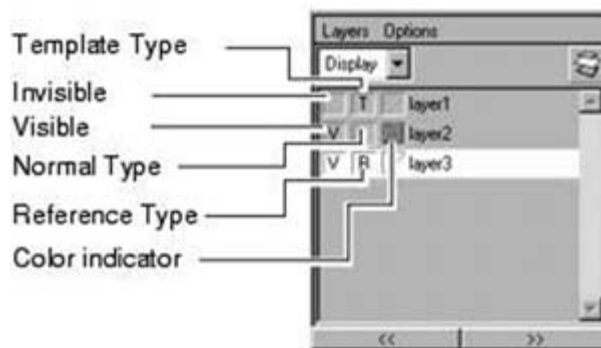 Template Type
Invisible
Visible
Normal Type
Reference Type
Color indicator
Layers Options
Display
T layer1
V layer2
V R layer3
<< >>